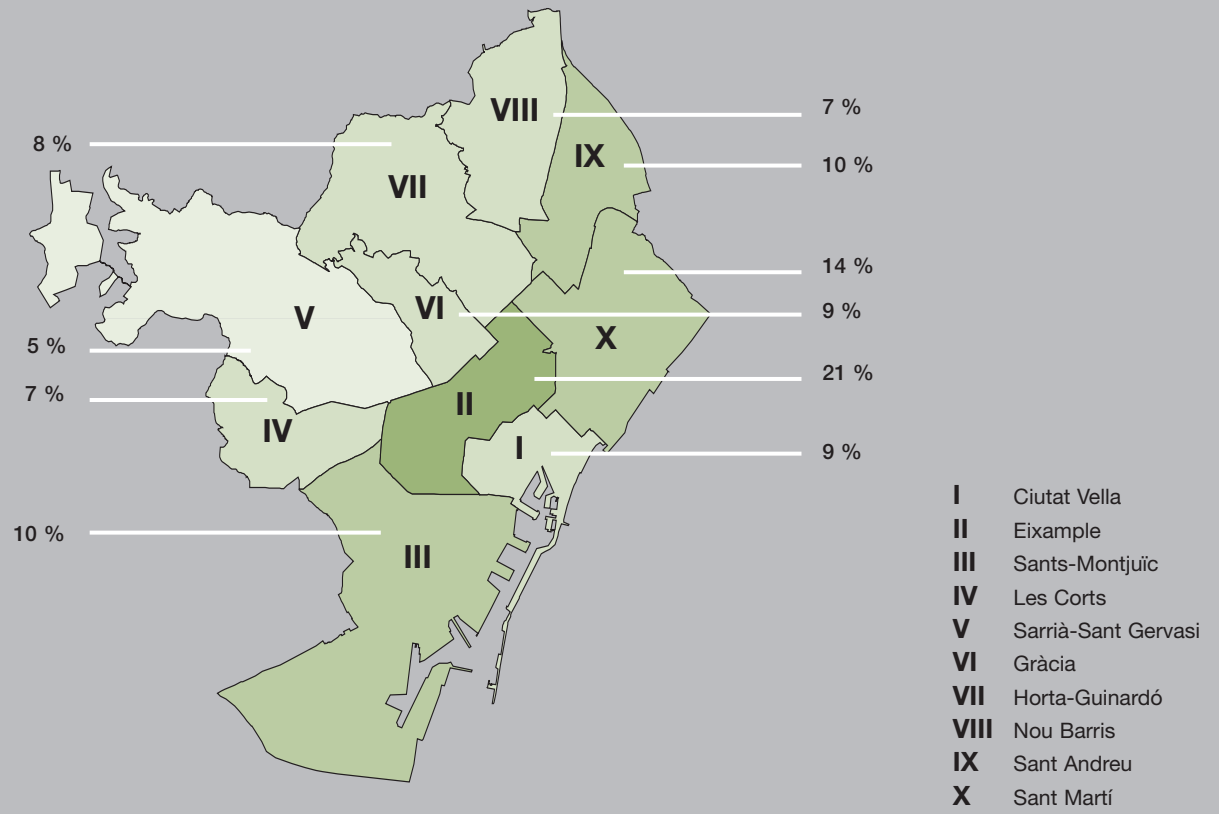 VIII
7 %
8 %
IX
10 %
VII
14 %
VI
9 %
V
X
5 %
21 %
7 %
II
IV
I
9 %
10 %
III
I Ciutat Vella
II Eixample
III Sants-Montjuïc
IV Les Corts
V Sarrià-Sant Gervasi
VI Gràcia
VII Horta-Guinardó
VIII Nou Barris
IX Sant Andreu
X Sant Martí